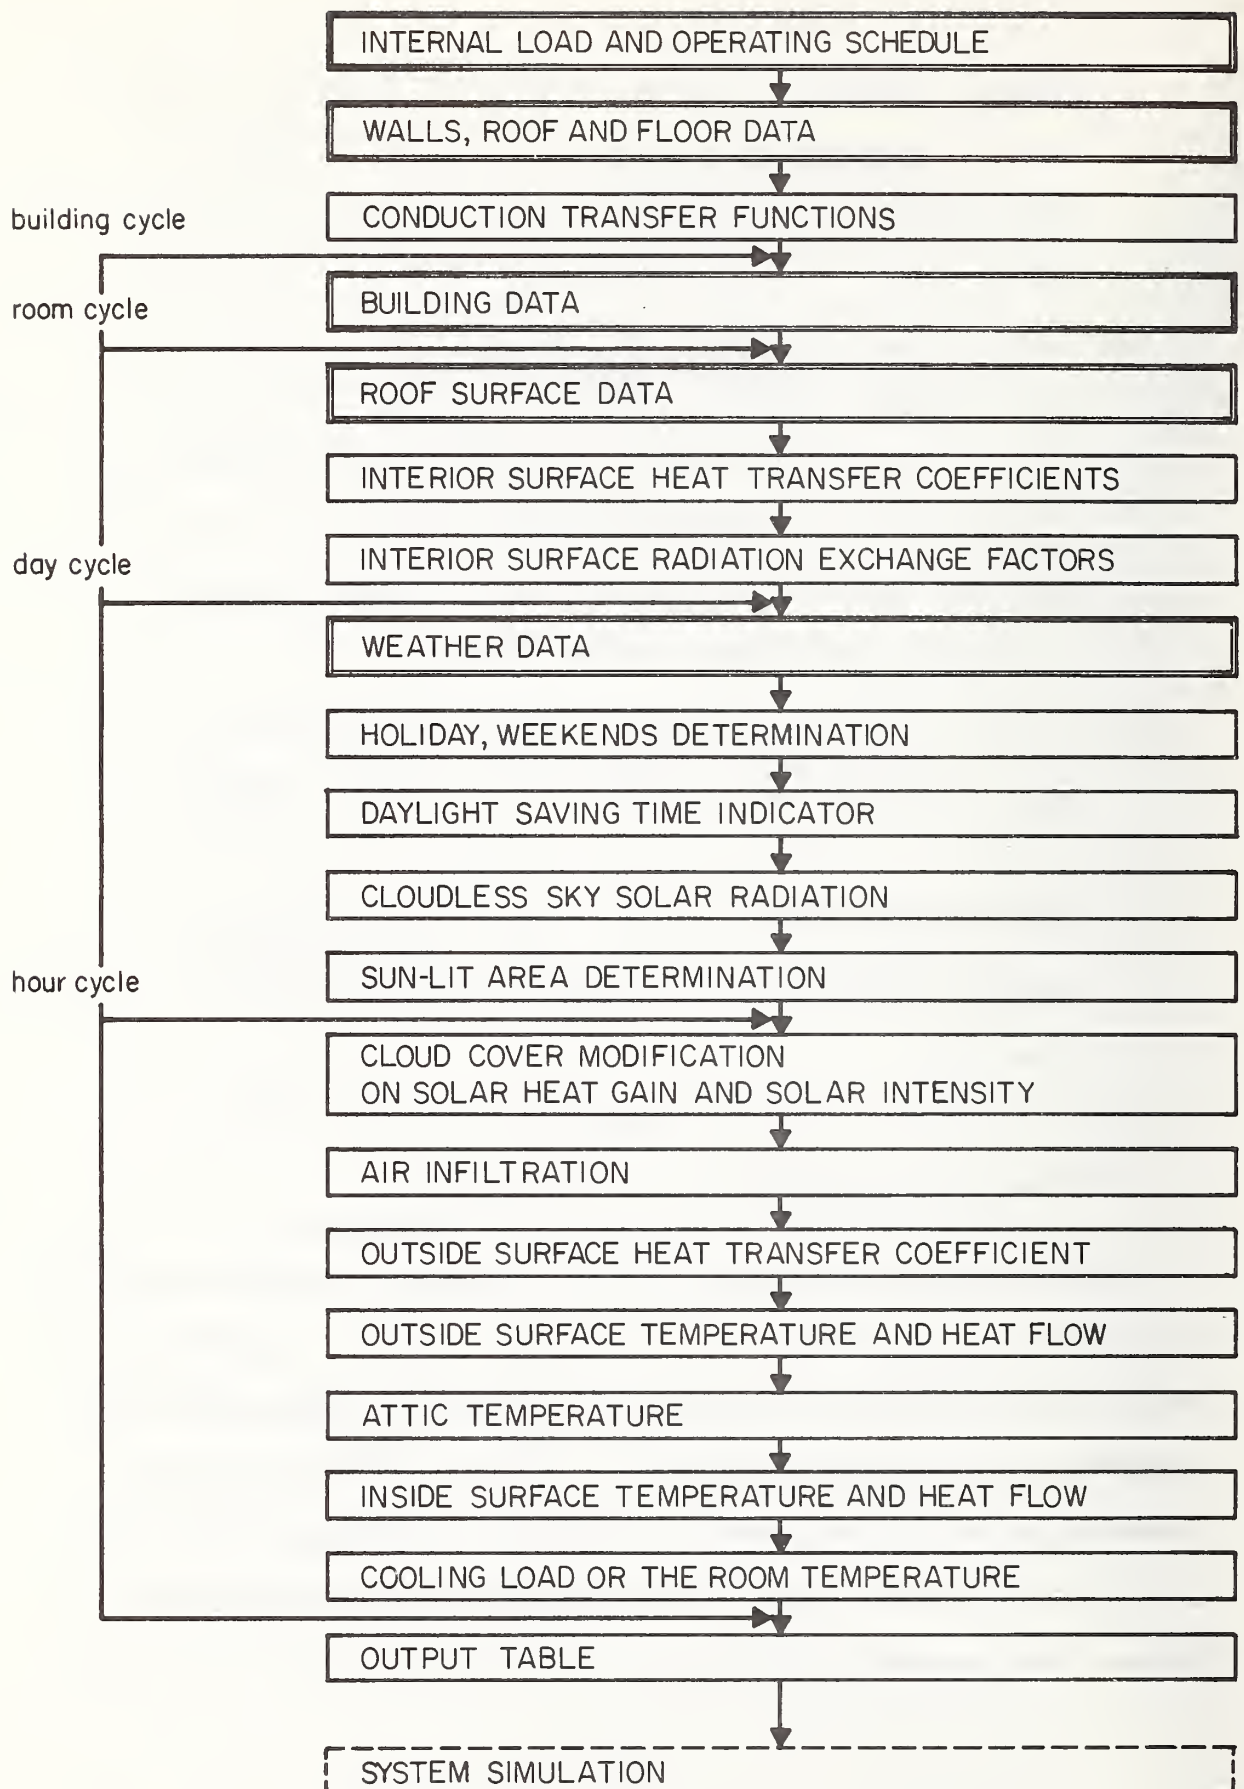 INTERNAL LOAD AND OPERATING SCHEDULE
WALLS, ROOF AND FLOOR DATA
building cycle
CONDUCTION TRANSFER FUNCTIONS
room cycle
BUILDING DATA
ROOF SURFACE DATA
INTERIOR SURFACE HEAT TRANSFER COEFFICIENTS
day cycle
INTERIOR SURFACE RADIATION EXCHANGE FACTORS
WEATHER DATA
HOLIDAY, WEEKENDS DETERMINATION
DAYLIGHT SAVING TIME INDICATOR
CLOUDLESS SKY SOLAR RADIATION
hour cycle
SUN-LIT AREA DETERMINATION
CLOUD COVER MODIFICATION
ON SOLAR HEAT GAIN AND SOLAR INTENSITY
AIR INFILTRATION
OUTSIDE SURFACE HEAT TRANSFER COEFFICIENT
OUTSIDE SURFACE TEMPERATURE AND HEAT FLOW
ATTIC TEMPERATURE
INSIDE SURFACE TEMPERATURE AND HEAT FLOW
COOLING LOAD OR THE ROOM TEMPERATURE
OUTPUT TABLE
SYSTEM SIMULATION